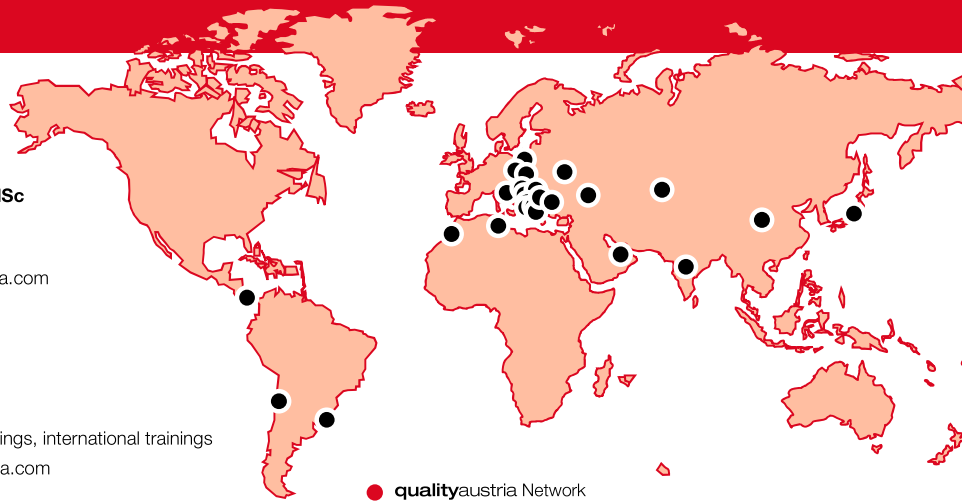 Sc
a.com
ings, international trainings
a.com
qualityaustria Network